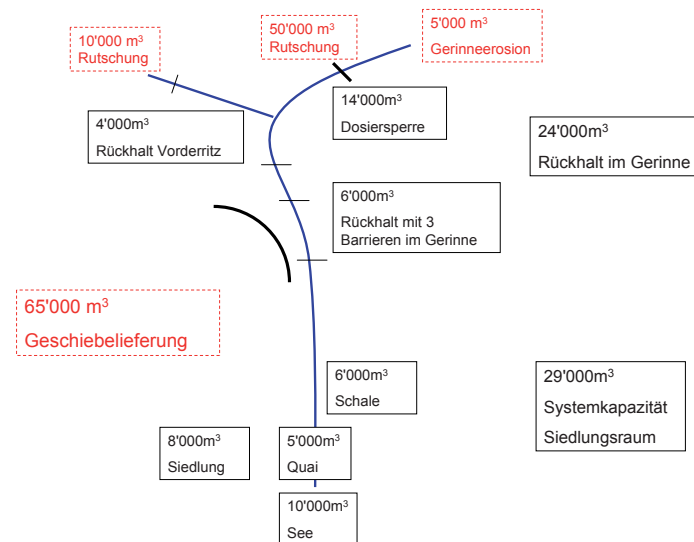 10'000 m³
Rutschung
50'000 m³
Rutschung
5'000 m³
Gerinneerosion
4'000m³
Rückhalt Vorderritz
14'000m³
Dosiersperre
24'000m³
Rückhalt im Gerinne
6'000m³
Rückhalt mit 3
Barrieren im Gerinne
65'000 m³
Geschiebelieferung
6'000m³
Schale
29'000m³
Systemkapazität
Siedlungsraum
8'000m³
Siedlung
5'000m³
Quai
10'000m³
See